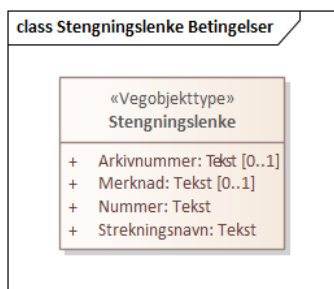 class Stengningslenke Betingelser
«Vegobjekttype»
Stengningslenke
+ Arkivnummer: Tekst [0..1]
+ Merknad: Tekst [0..1]
+ Nummer: Tekst
+ Strekningsnavn: Tekst